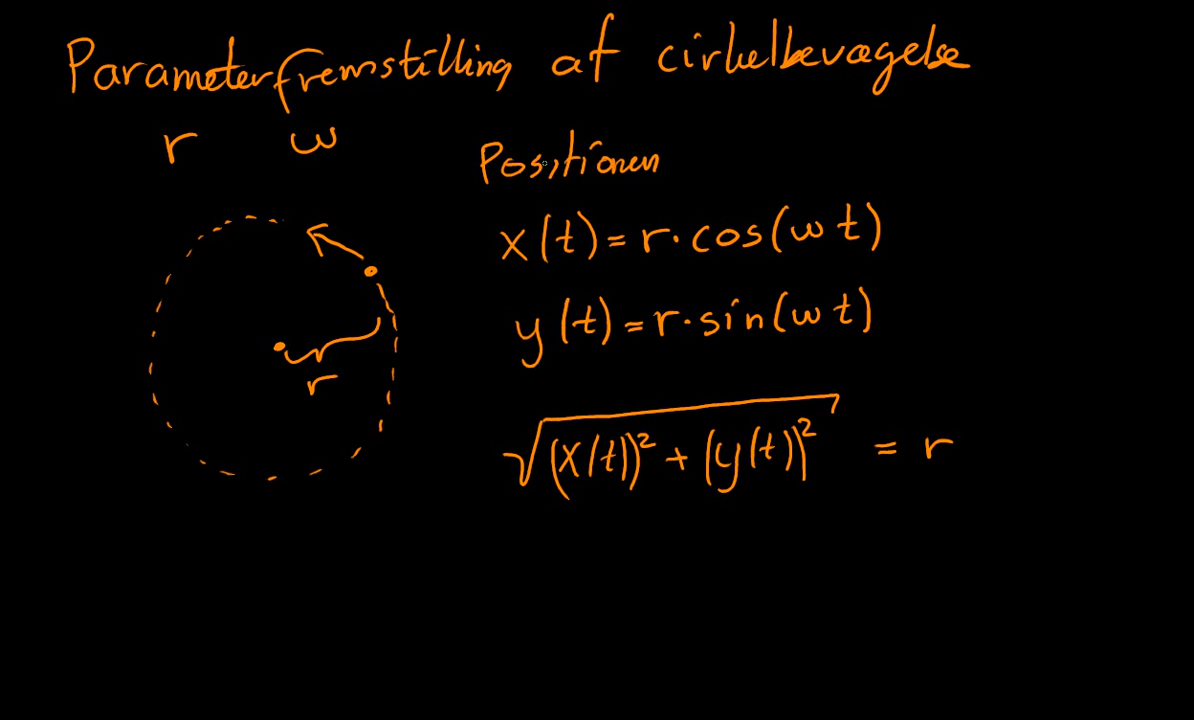 Parameterfremstilling af cirkelbevægelse
r ω
Positionen
x(t) = r·cos(ωt)
y(t) = r·sin(ωt)
r
√(x(t))² + (y(t))² = r